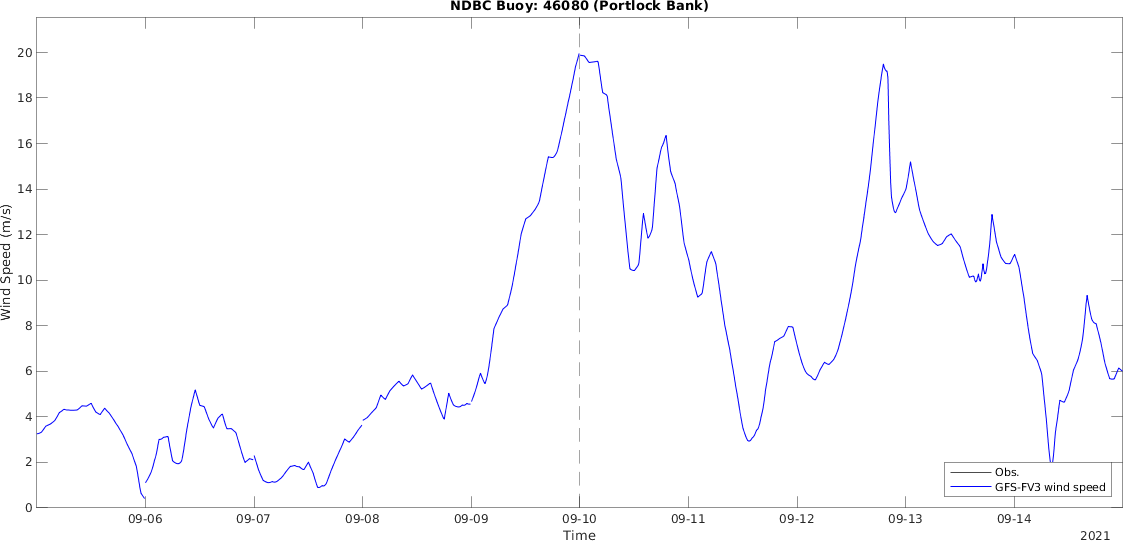 NDBC Buoy: 46080 (Portlock Bank)
20
18
16
14
12
10
8
6
4
2
0
Wind Speed (m/s)
09-06 09-07 09-08 09-09 09-10 09-11 09-12 09-13 09-14
Time
2021
Obs.
GFS-FV3 wind speed